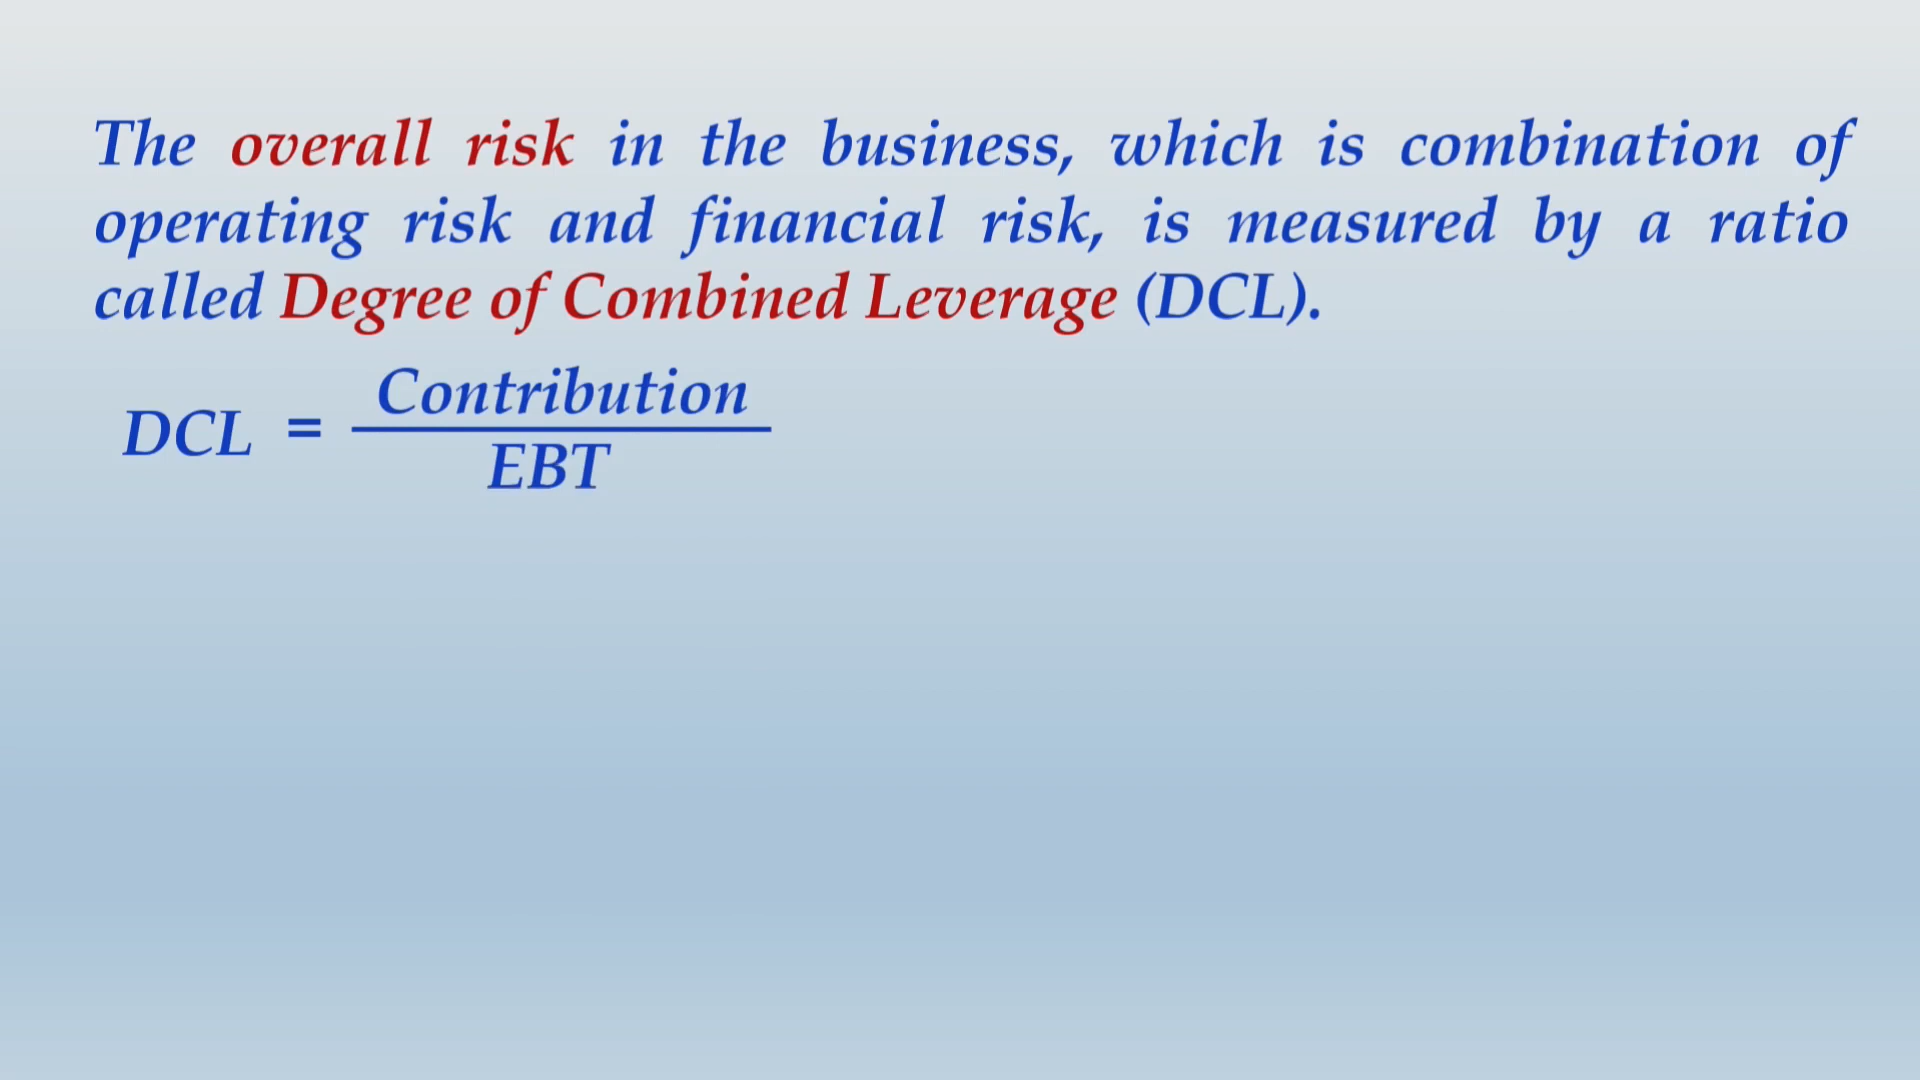 The overall risk in the business, which is combination of
operating risk and financial risk, is measured by a ratio
called Degree of Combined Leverage (DCL).
Contribution
DCL =
EBT